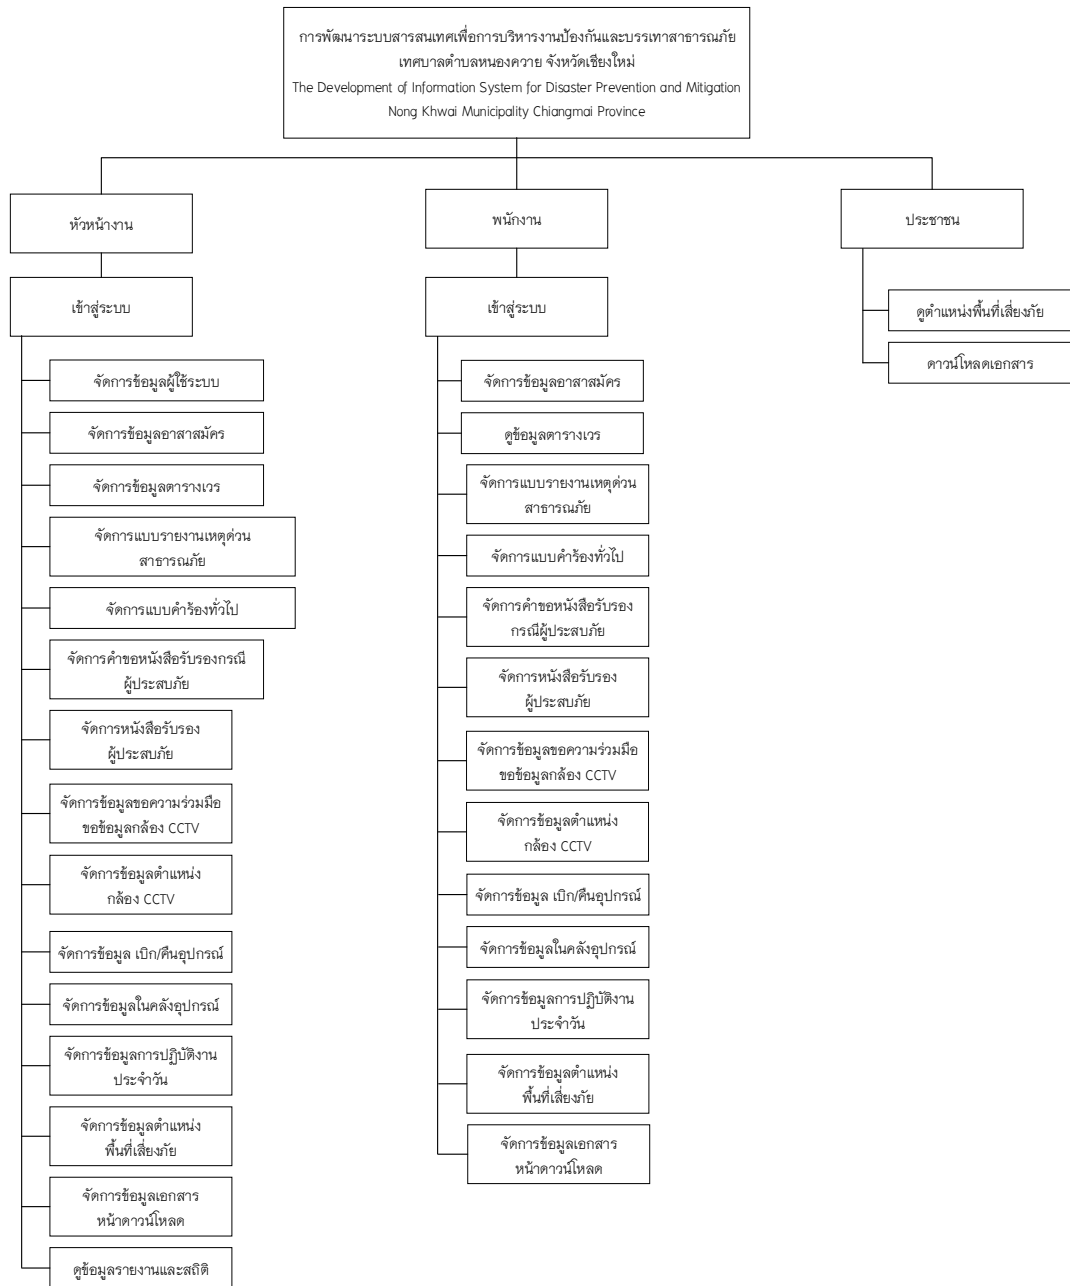 การพัฒนาระบบสารสนเทศเพื่อการบริหารงานป้องกันและบรรเทาสาธารณภัย
เทศบาลตำบลหนองควาย จังหวัดเชียงใหม่
The Development of Information System for Disaster Prevention and Mitigation
Nong Khwai Municipality Chiangmai Province
หัวหน้างาน
เข้าสู่ระบบ
จัดการข้อมูลผู้ใช้ระบบ
จัดการข้อมูลอาสาสมัคร
จัดการข้อมูลตารางเวร
จัดการแบบรายงานเหตุด่วน
สาธารณภัย
จัดการแบบคำร้องทั่วไป
จัดการคำขอหนังสือรับรองกรณี
ผู้ประสบภัย
จัดการหนังสือรับรอง
ผู้ประสบภัย
จัดการข้อมูลขอความร่วมมือ
ขอข้อมูลกล้อง CCTV
จัดการข้อมูลตำแหน่ง
กล้อง CCTV
จัดการข้อมูล เบิก/คืนอุปกรณ์
จัดการข้อมูลในคลังอุปกรณ์
จัดการข้อมูลการปฏิบัติงาน
ประจำวัน
จัดการข้อมูลตำแหน่ง
พื้นที่เสี่ยงภัย
จัดการข้อมูลเอกสาร
หน้าดาวน์โหลด
ดูข้อมูลรายงานและสถิติ
พนักงาน
เข้าสู่ระบบ
จัดการข้อมูลอาสาสมัคร
ดูข้อมูลตารางเวร
จัดการแบบรายงานเหตุด่วน
สาธารณภัย
จัดการแบบคำร้องทั่วไป
จัดการคำขอหนังสือรับรอง
กรณีผู้ประสบภัย
จัดการหนังสือรับรอง
ผู้ประสบภัย
จัดการข้อมูลขอความร่วมมือ
ขอข้อมูลกล้อง CCTV
จัดการข้อมูลตำแหน่ง
กล้อง CCTV
จัดการข้อมูล เบิก/คืนอุปกรณ์
จัดการข้อมูลในคลังอุปกรณ์
จัดการข้อมูลการปฏิบัติงาน
ประจำวัน
จัดการข้อมูลตำแหน่ง
พื้นที่เสี่ยงภัย
จัดการข้อมูลเอกสาร
หน้าดาวน์โหลด
ประชาชน
ดูตำแหน่งพื้นที่เสี่ยงภัย
ดาวน์โหลดเอกสาร